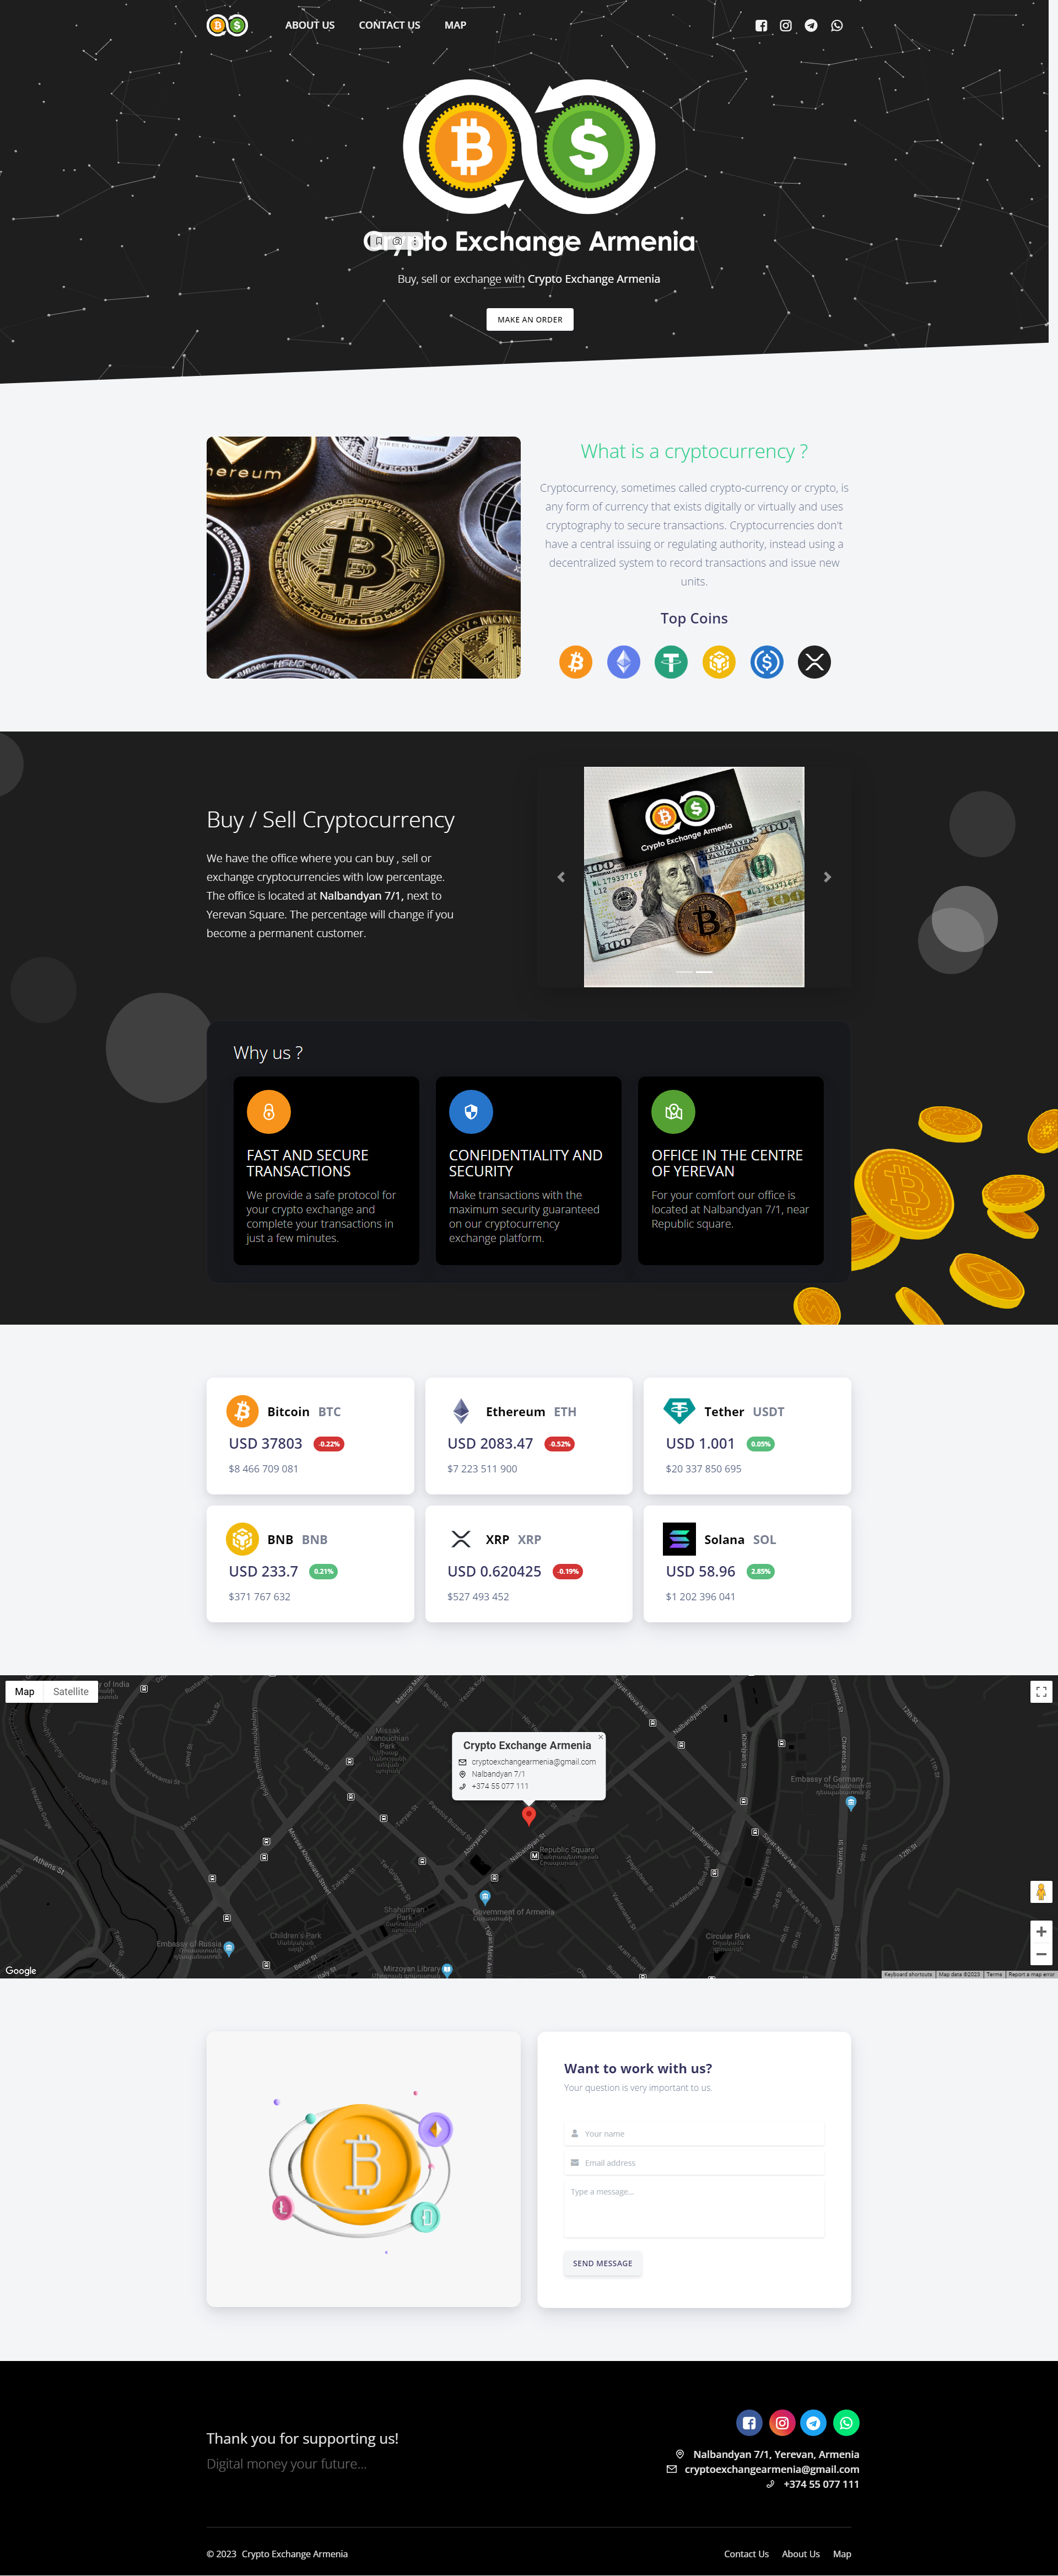 ABOUT US
CONTACT US
MAP
Crypto Exchange Armenia
Buy, sell or exchange with Crypto Exchange Armenia
MAKE AN ORDER
What is a cryptocurrency ?
Cryptocurrency, sometimes called crypto-currency or crypto, is
any form of currency that exists digitally or virtually and uses
cryptography to secure transactions. Cryptocurrencies don't
have a central issuing or regulating authority, instead using a
decentralized system to record transactions and issue new
units.
Top Coins
Buy / Sell Cryptocurrency
We have the office where you can buy , sell or
exchange cryptocurrencies with low percentage.
The office is located at Nalbandyan 7/1, next to
Yerevan Square. The percentage will change if you
become a permanent customer.
Crypto Exchange Armenia
Why us ?
FAST AND SECURE
TRANSACTIONS
We provide a safe protocol for
your crypto exchange and
complete your transactions in
just a few minutes.
CONFIDENTIALITY AND
SECURITY
Make transactions with the
maximum security guaranteed
on our cryptocurrency
exchange platform.
OFFICE IN THE CENTRE
OF YEREVAN
For your comfort our office is
located at Nalbandyan 7/1, near
Republic square.
Bitcoin BTC
USD 37803 -0.22%
$8 466 709 081
Ethereum ETH
USD 2083.47 -0.52%
$7 223 511 900
Tether USDT
USD 1.001 0.05%
$20 337 850 695
BNB BNB
USD 233.7 0.21%
$371 767 632
XRP XRP
USD 0.620425 -0.19%
$527 493 452
Solana SOL
USD 58.96 2.85%
$1 202 396 041
Map
Satellite
Crypto Exchange Armenia
cryptoexchangearmenia@gmail.com
Nalbandyan 7/1
+374 55 077 111
Missak
Manouchian
Park
Embassy of Germany
Republic Square
Government of Armenia
Shahumyan
Park
Children's Park
Circular Park
Embassy of Russia
Mirzoyan Library
Athens St
Google
Keyboard shortcuts
Map data ©2023
Terms
Report a map error
Want to work with us?
Your question is very important to us.
Your name
Email address
Type a message...
SEND MESSAGE
Thank you for supporting us!
Digital money your future...
Nalbandyan 7/1, Yerevan, Armenia
cryptoexchangearmenia@gmail.com
+374 55 077 111
© 2023 Crypto Exchange Armenia
Contact Us
About Us
Map